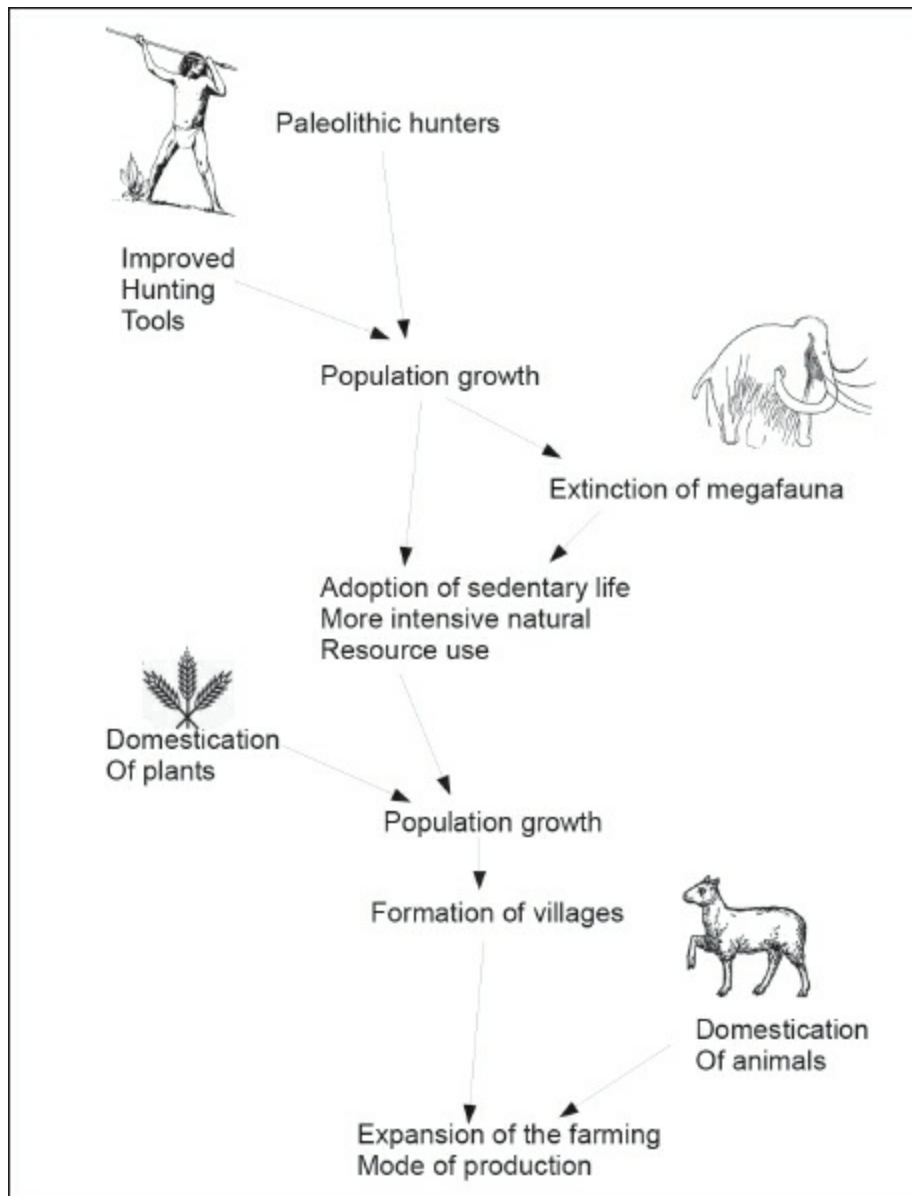 Paleolithic hunters
Improved
Hunting
Tools
Population growth
Extinction of megafauna
Adoption of sedentary life
More intensive natural
Resource use
Domestication
Of plants
Population growth
Formation of villages
Domestication
Of animals
Expansion of the farming
Mode of production